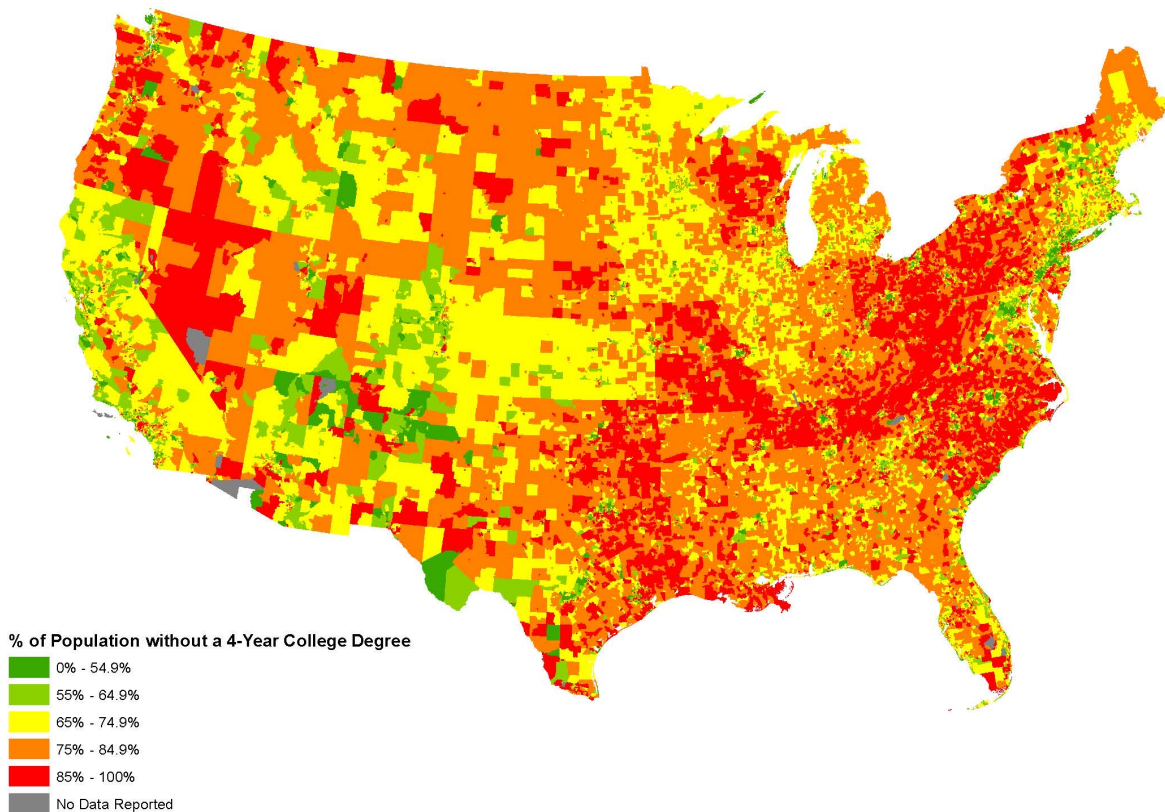 % of Population without a 4-Year College Degree
0% - 54.9%
55% - 64.9%
65% - 74.9%
75% - 84.9%
85% - 100%
No Data Reported